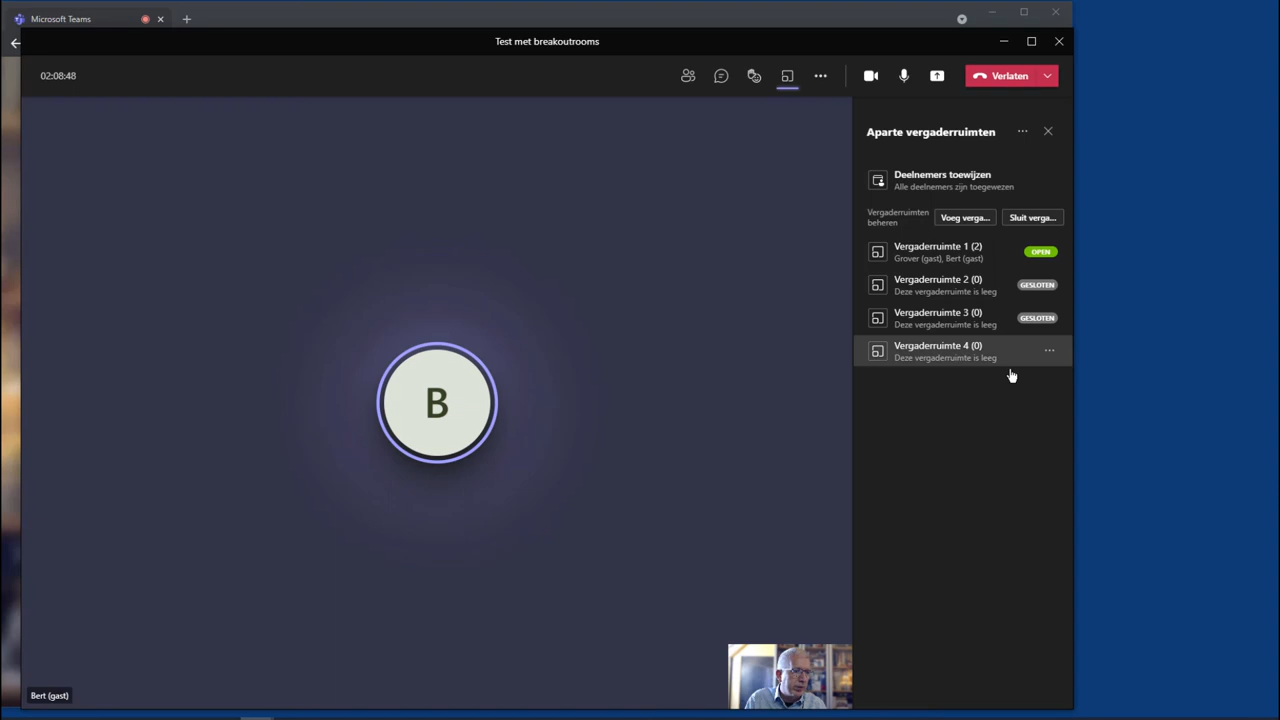 Microsoft Teams
Test met breakoutrooms
02:08:48
Verlaten
Aparte vergaderruimten
Deelnemers toewijzen
Alle deelnemers zijn toegewezen
Vergaderruimten
beheren
Voeg verga...
Sluit verga...
Vergaderruimte 1 (2)
Grover (gast), Bert (gast)
OPEN
Vergaderruimte 2 (0)
Deze vergaderruimte is leeg
GESLOTEN
Vergaderruimte 3 (0)
Deze vergaderruimte is leeg
GESLOTEN
Vergaderruimte 4 (0)
Deze vergaderruimte is leeg
B
Bert (gast)